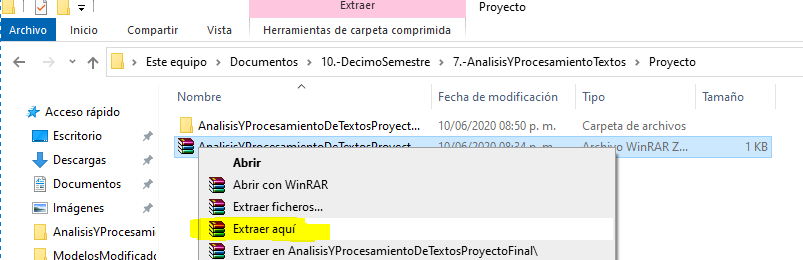 Extraer
Proyecto
Archivo Inicio Compartir Vista Herramientas de carpeta comprimida
Este equipo > Documentos > 10.-DecimoSemestre > 7.-AnalisisYProcesamientoTextos > Proyecto
Nombre Fecha de modificación Tipo Tamaño
Acceso rápido
AnalisisYProcesamientoDeTextosProyect... 10/06/2020 08:50 p. m. Carpeta de archivos
Escritorio
AnalisisYProcesamientoDeTextosProyect 10/06/2020 08:34 p. m. Archivo WinRAR Z... 1 KB
Abrir
Descargas
Abrir con WinRAR
Documentos
Extraer ficheros...
Imágenes
Extraer aquí
AnalisisYProcesami
Extraer en AnalisisYProcesamientoDeTextosProyectoFinal\
ModelosModificado